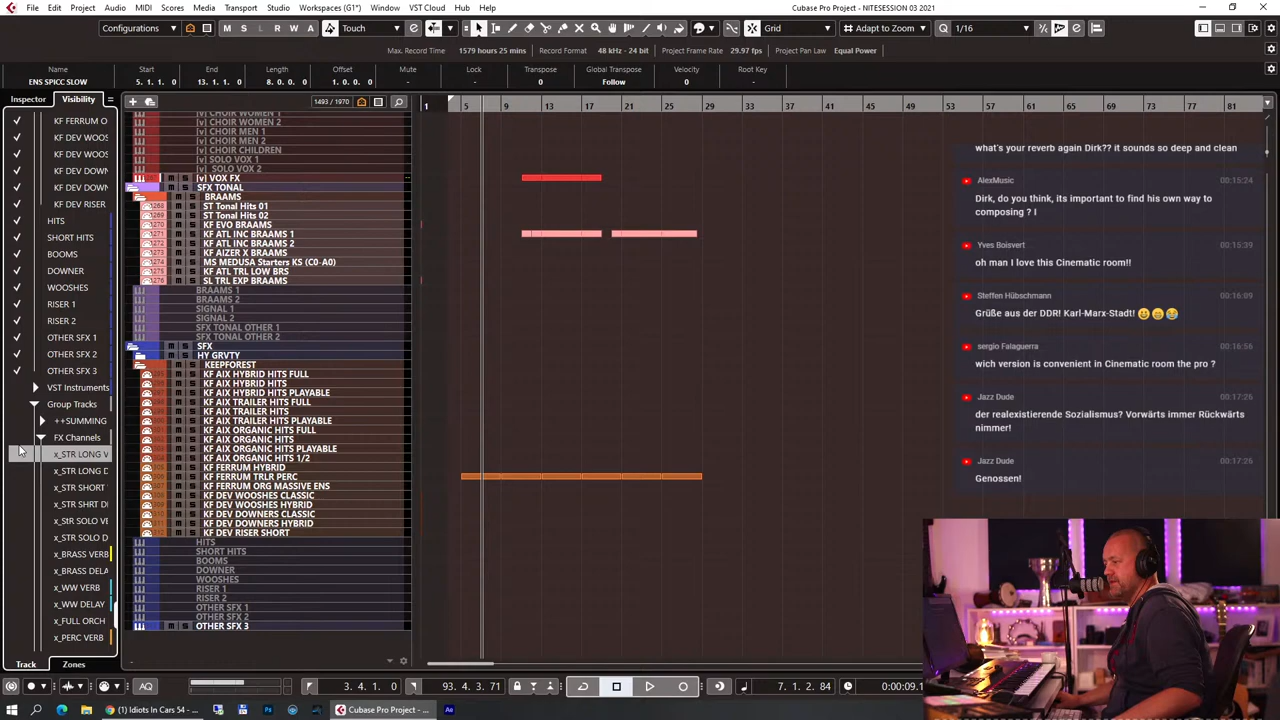 File Edit Project Audio MIDI Scores Media Transport Studio Workspaces (G1*) Window VST Cloud Hub Help
Cubase Pro Project - NITESESSION 03 2021
Configurations M S L R W A Touch Grid Adapt to Zoom Q 1/16
Max. Record Time 1579 hours 25 mins Record Format 48 kHz - 24 bit Project Frame Rate 29.97 fps Project Pan Law Equal Power
Name Start End Length Offset Mute Lock Transpose Global Transpose Velocity Root Key
ENS SPICC SLOW 5. 1. 1. 0 13. 1. 1. 0 8. 0. 0. 0 1. 0. 0. 0 - - 0 Follow 0 -
Inspector Visibility
1493 / 1970
1 5 9 13 17 21 25 29 33 37 41 45 49 53 57 61 65 69 73 77 81
KF FERRUM O
KF DEV WOOS
KF DEV WOOS
KF DEV DOWN
KF DEV DOWN
KF DEV RISER
HITS
SHORT HITS
BOOMS
DOWNER
WOOSHES
RISER 1
RISER 2
OTHER SFX 1
OTHER SFX 2
OTHER SFX 3
VST Instruments
Group Tracks
++SUMMING
FX Channels
x_STR LONG V
x_STR LONG D
x_STR SHORT
x_STR SHRT D
x_StR SOLO VE
x_STR SOLO D
x_BRASS VERB
x_BRASS DELA
x_WW VERB
x_WW DELAY
x_FULL ORCH
x_PERC VERB
Track Zones
[v] CHOIR WOMEN 1
[v] CHOIR WOMEN 2
[v] CHOIR MEN 1
[v] CHOIR MEN 2
[v] CHOIR CHILDREN
[v] SOLO VOX 1
[v] SOLO VOX 2
[v] VOX FX
SFX TONAL
BRAAMS
ST Tonal Hits 01
ST Tonal Hits 02
KF EVO BRAAMS
KF ATL INC BRAAMS 1
KF ATL INC BRAAMS 2
KF AIZER X BRAAMS
MS MEDUSA Starters KS (C0-A0)
KF ATL TRL LOW BRS
SL TRL EXP BRAAMS
BRAAMS 1
BRAAMS 2
SIGNAL 1
SIGNAL 2
SFX TONAL OTHER 1
SFX TONAL OTHER 2
SFX
HY GRVTY
KEEPFOREST
KF AIX HYBRID HITS FULL
KF AIX HYBRID HITS
KF AIX HYBRID HITS PLAYABLE
KF AIX TRAILER HITS FULL
KF AIX TRAILER HITS
KF AIX TRAILER HITS PLAYABLE
KF AIX ORGANIC HITS FULL
KF AIX ORGANIC HITS
KF AIX ORGANIC HITS PLAYABLE
KF AIX ORGANIC HITS 1/2
KF FERRUM HYBRID
KF FERRUM TRLR PERC
KF FERRUM ORG MASSIVE ENS
KF DEV WOOSHES CLASSIC
KF DEV WOOSHES HYBRID
KF DEV DOWNERS CLASSIC
KF DEV DOWNERS HYBRID
KF DEV RISER SHORT
HITS
SHORT HITS
BOOMS
DOWNER
WOOSHES
RISER 1
RISER 2
OTHER SFX 1
OTHER SFX 2
OTHER SFX 3
what's your reverb again Dirk?? it sounds so deep and clean
AlexMusic 00:15:24
Dirk, do you think, its important to find his own way to
composing ? I
Yves Boisvert 00:15:39
oh man I love this Cinematic room!!
Steffen Hübschmann 00:16:09
Grüße aus der DDR! Karl-Marx-Stadt! 😀😁😂
sergio Falaguerra 00:16:56
wich version is convenient in Cinematic room the pro ?
Jazz Dude 00:17:26
der realexistierende Sozialismus? Vorwärts immer Rückwärts
nimmer!
Jazz Dude 00:17:26
Genossen!
AQ 3. 4. 1. 0 93. 4. 3. 71 7. 1. 2. 84 0:00:09.1
(1) Idiots In Cars 54 - Cubase Pro Project - Ae